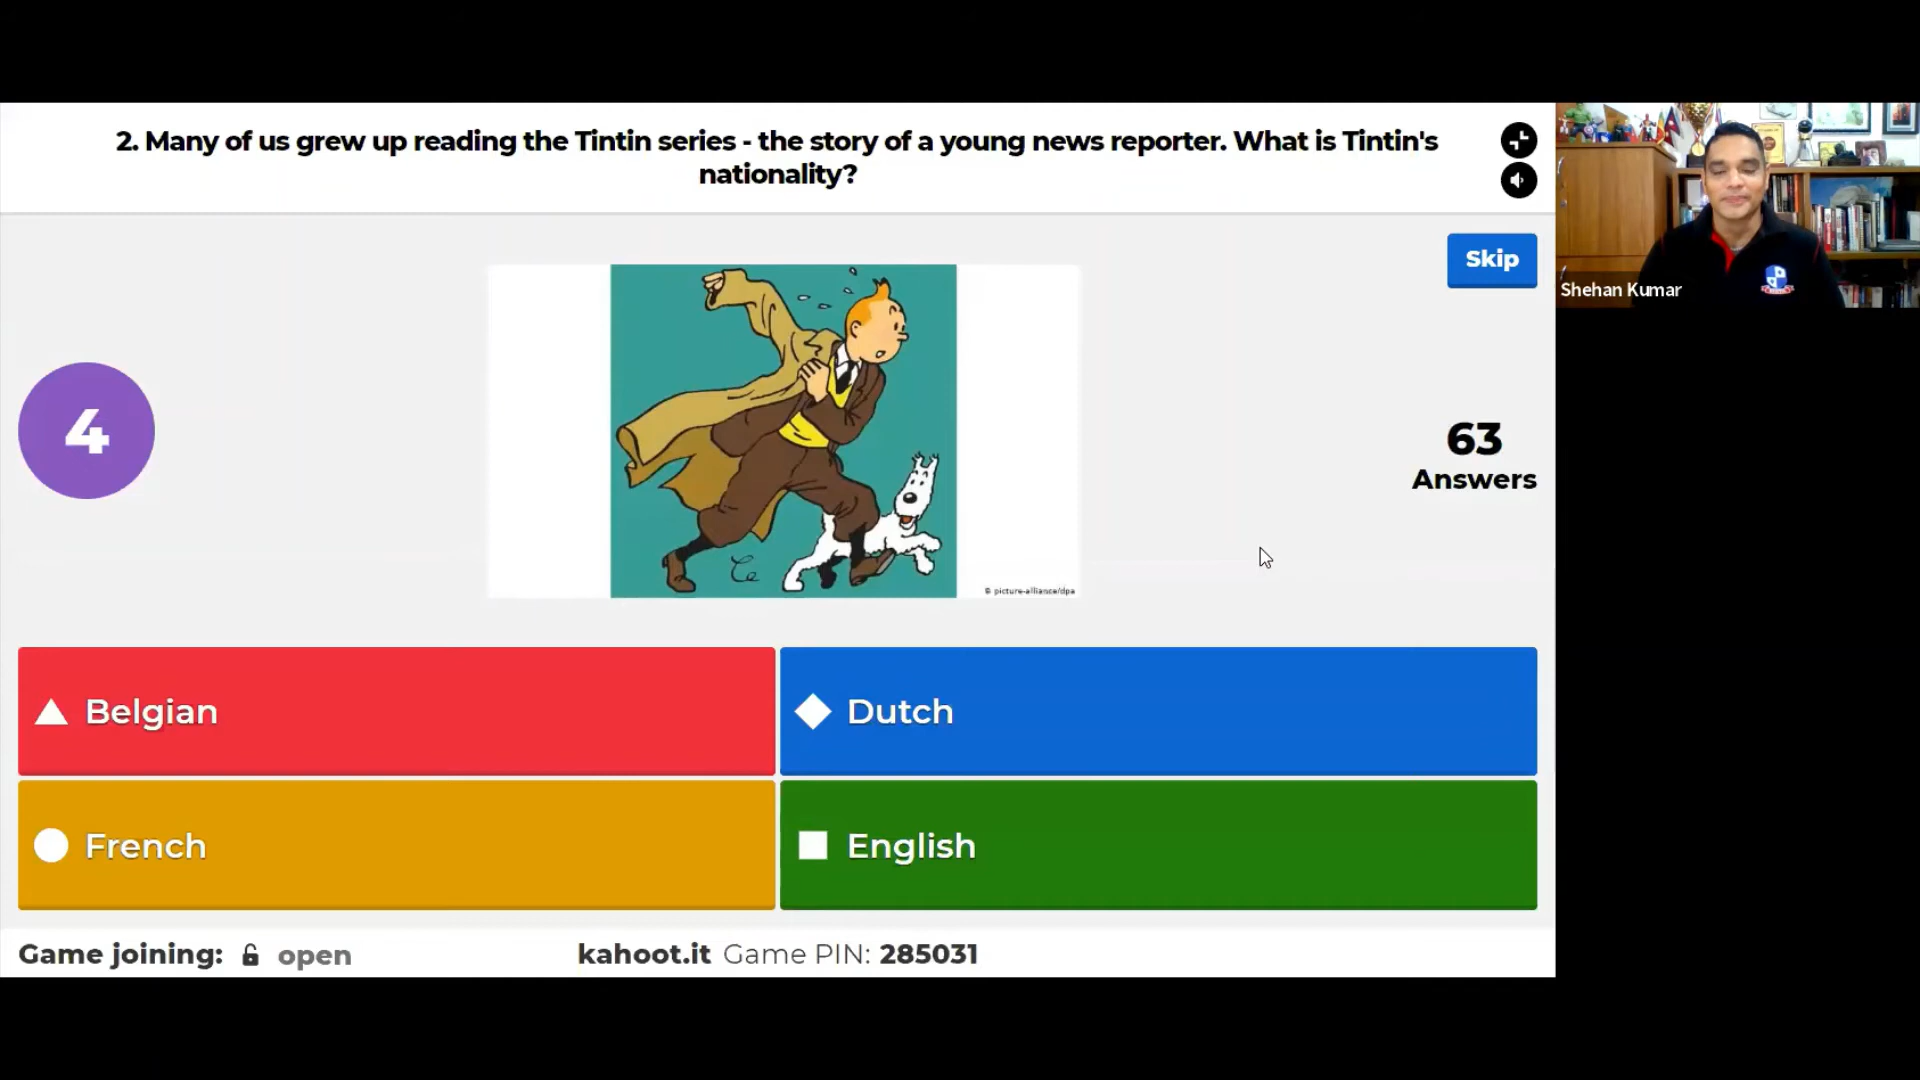 2. Many of us grew up reading the Tintin series - the story of a young news reporter. What is Tintin's
nationality?
Skip
Shehan Kumar
4
63
Answers
© picture-alliance/dpa
Belgian
Dutch
French
English
Game joining: open
kahoot.it Game PIN: 285031